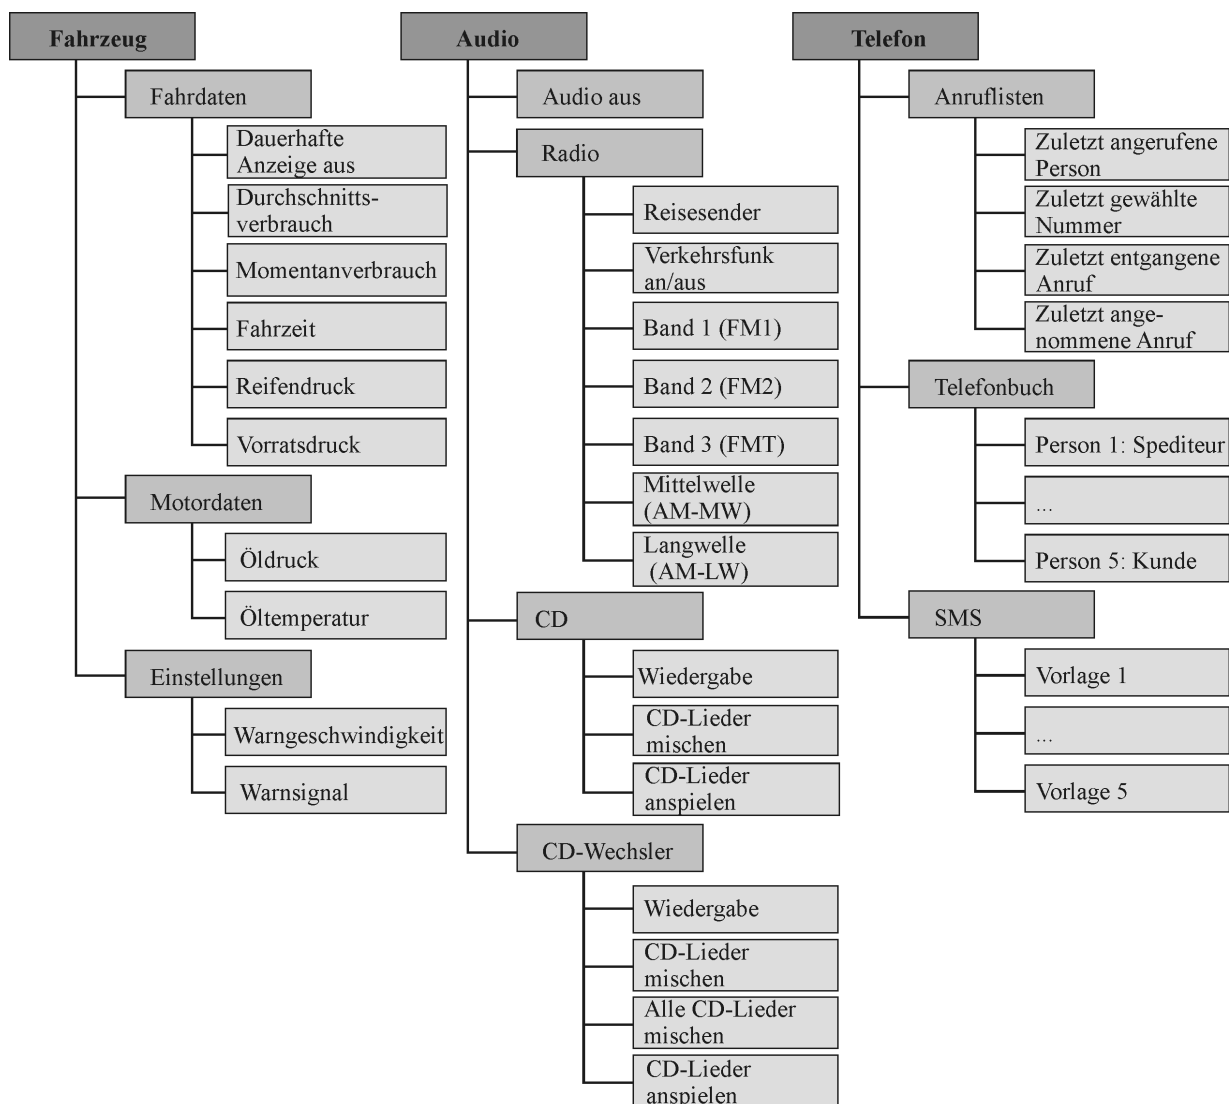 Fahrzeug
Fahrdaten
Dauerhafte
Anzeige aus
Durchschnitts-
verbrauch
Momentanverbrauch
Fahrzeit
Reifendruck
Vorratsdruck
Motordaten
Öldruck
Öltemperatur
Einstellungen
Warngeschwindigkeit
Warnsignal
Audio
Audio aus
Radio
Reisesender
Verkehrsfunk
an/aus
Band 1 (FM1)
Band 2 (FM2)
Band 3 (FMT)
Mittelwelle
(AM-MW)
Langwelle
(AM-LW)
CD
Wiedergabe
CD-Lieder
mischen
CD-Lieder
anspielen
CD-Wechsler
Wiedergabe
CD-Lieder
mischen
Alle CD-Lieder
mischen
CD-Lieder
anspielen
Telefon
Anruflisten
Zuletzt angerufene
Person
Zuletzt gewählte
Nummer
Zuletzt entgangene
Anruf
Zuletzt ange-
nommene Anruf
Telefonbuch
Person 1: Spediteur
...
Person 5: Kunde
SMS
Vorlage 1
...
Vorlage 5